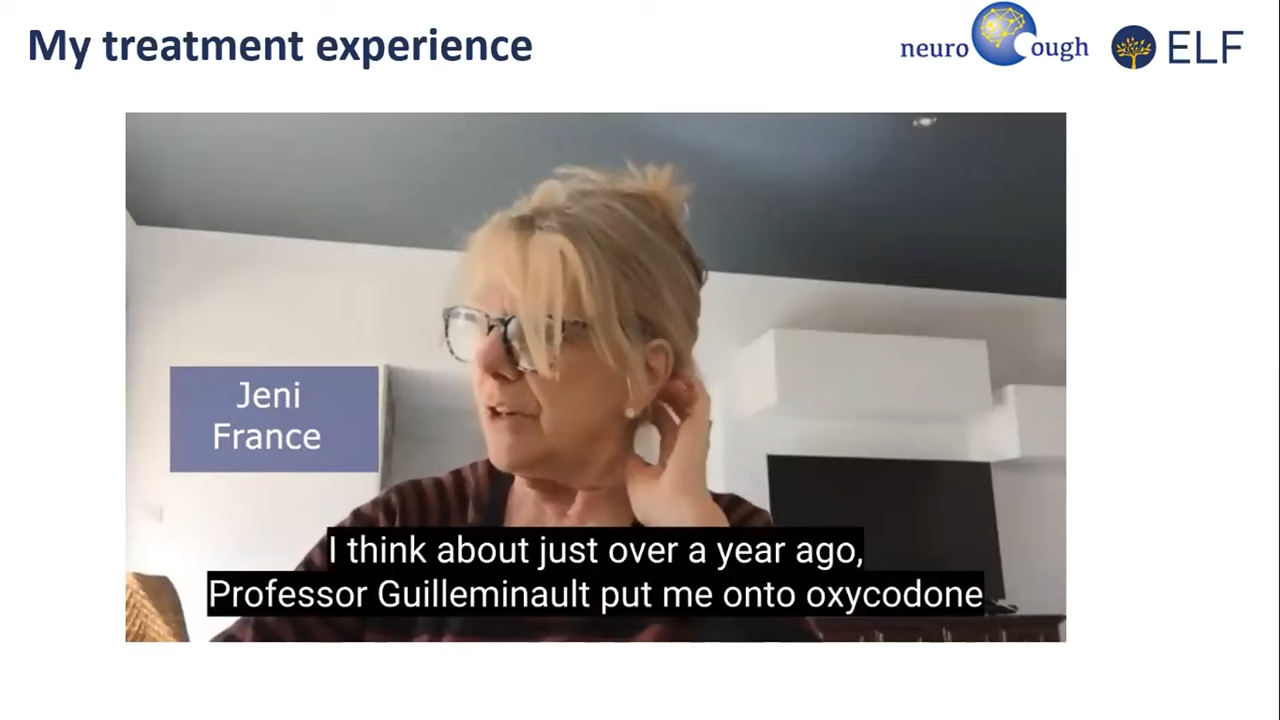 My treatment experience
neuro ough
ELF
Jeni
France
I think about just over a year ago,
Professor Guilleminault put me onto oxycodone